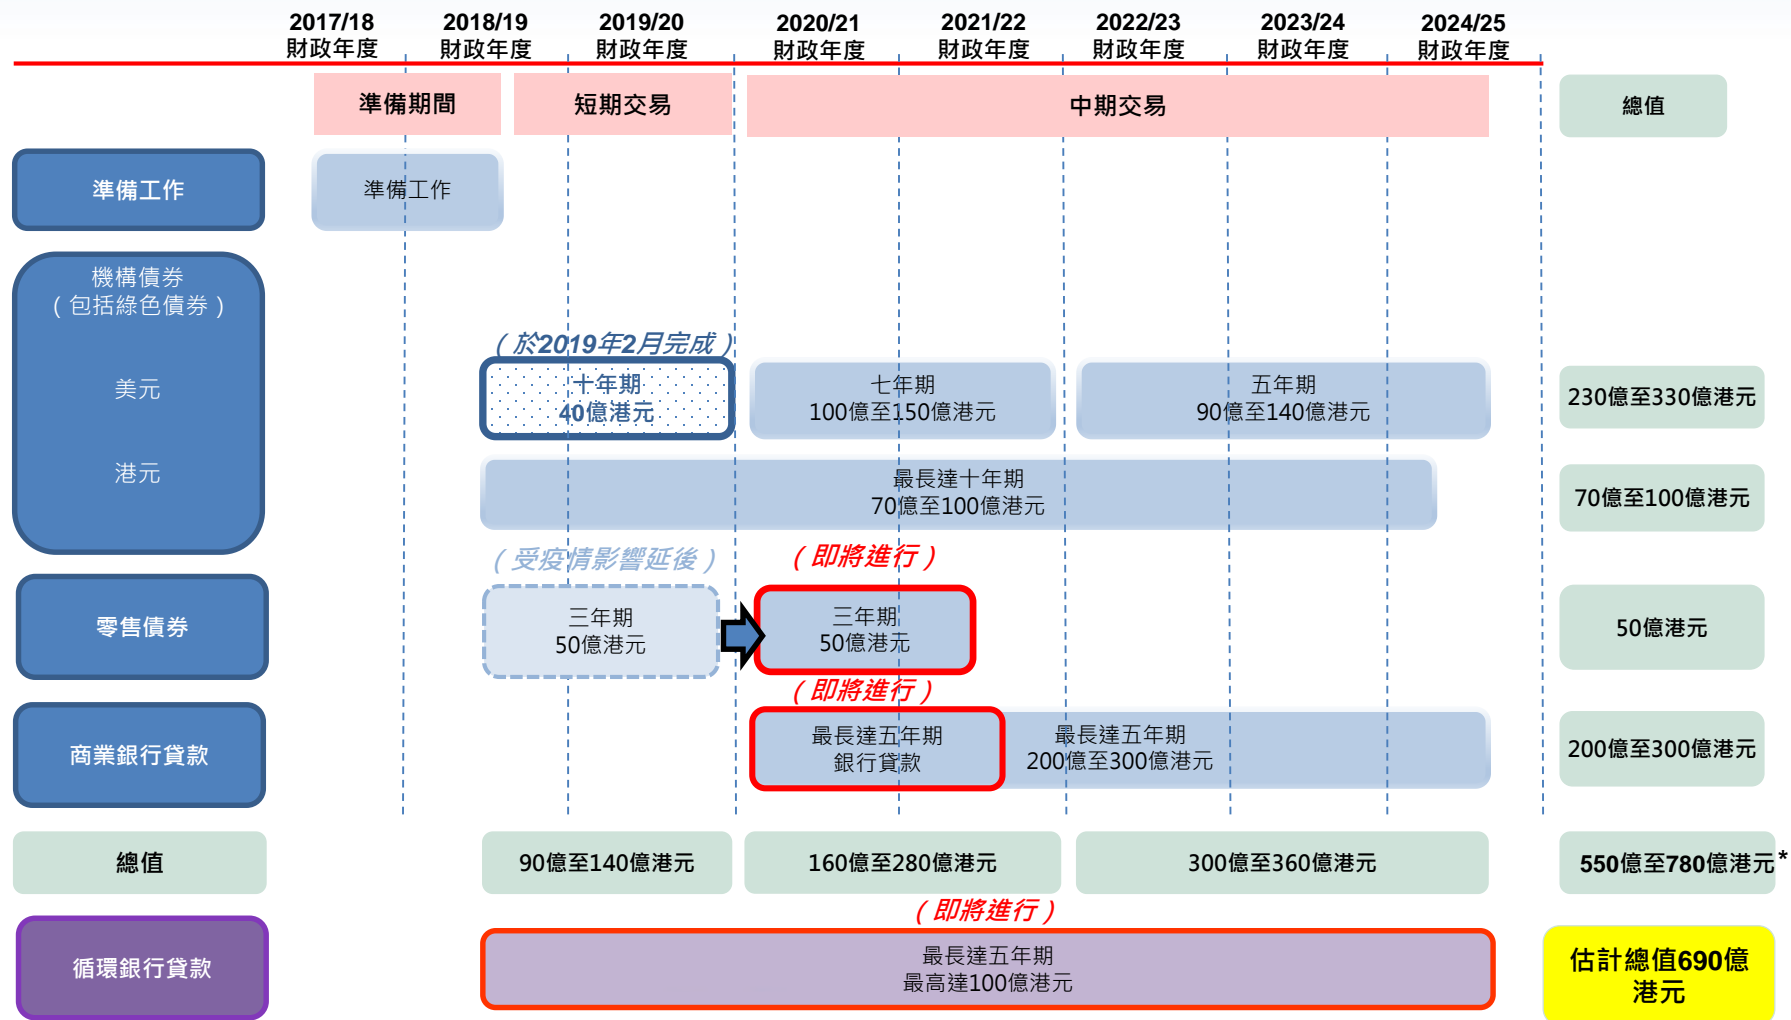 2017/18
財政年度
2018/19
財政年度
2019/20
財政年度
2020/21
財政年度
2021/22
財政年度
2022/23
財政年度
2023/24
財政年度
2024/25
財政年度
準備期間
短期交易
中期交易
總值
準備工作
準備工作
機構債券
（包括綠色債券）
（於2019年2月完成）
美元
十年期
40億港元
七年期
100億至150億港元
五年期
90億至140億港元
230億至330億港元
港元
最長達十年期
70億至100億港元
70億至100億港元
（受疫情影響延後）
（即將進行）
零售債券
三年期
50億港元
三年期
50億港元
50億港元
（即將進行）
商業銀行貸款
最長達五年期
銀行貸款
最長達五年期
200億至300億港元
200億至300億港元
總值
90億至140億港元
160億至280億港元
300億至360億港元
550億至780億港元*
（即將進行）
循環銀行貸款
最長達五年期
最高達100億港元
估計總值690億
港元